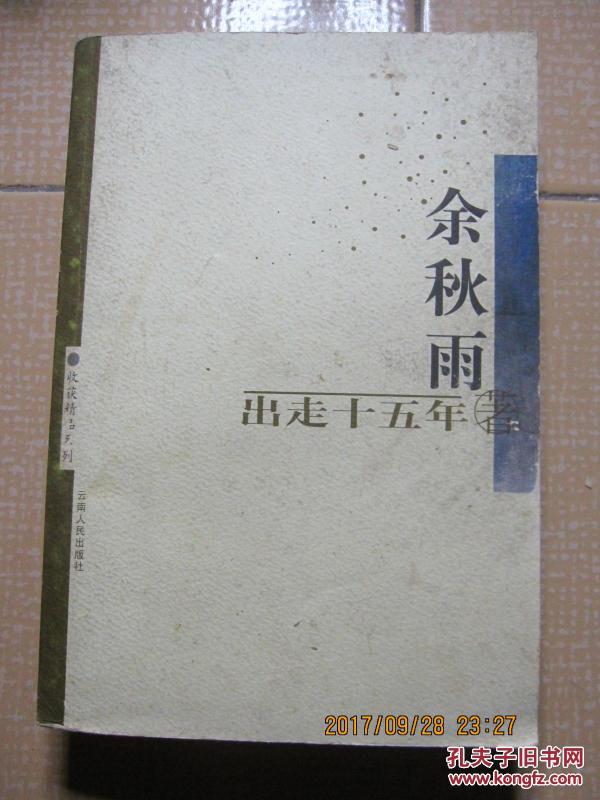 余秋雨
出走十五年
著
收获精品系列
云南人民出版社
2017/09/28 23:27
孔夫子旧书网
www.kongfz.com